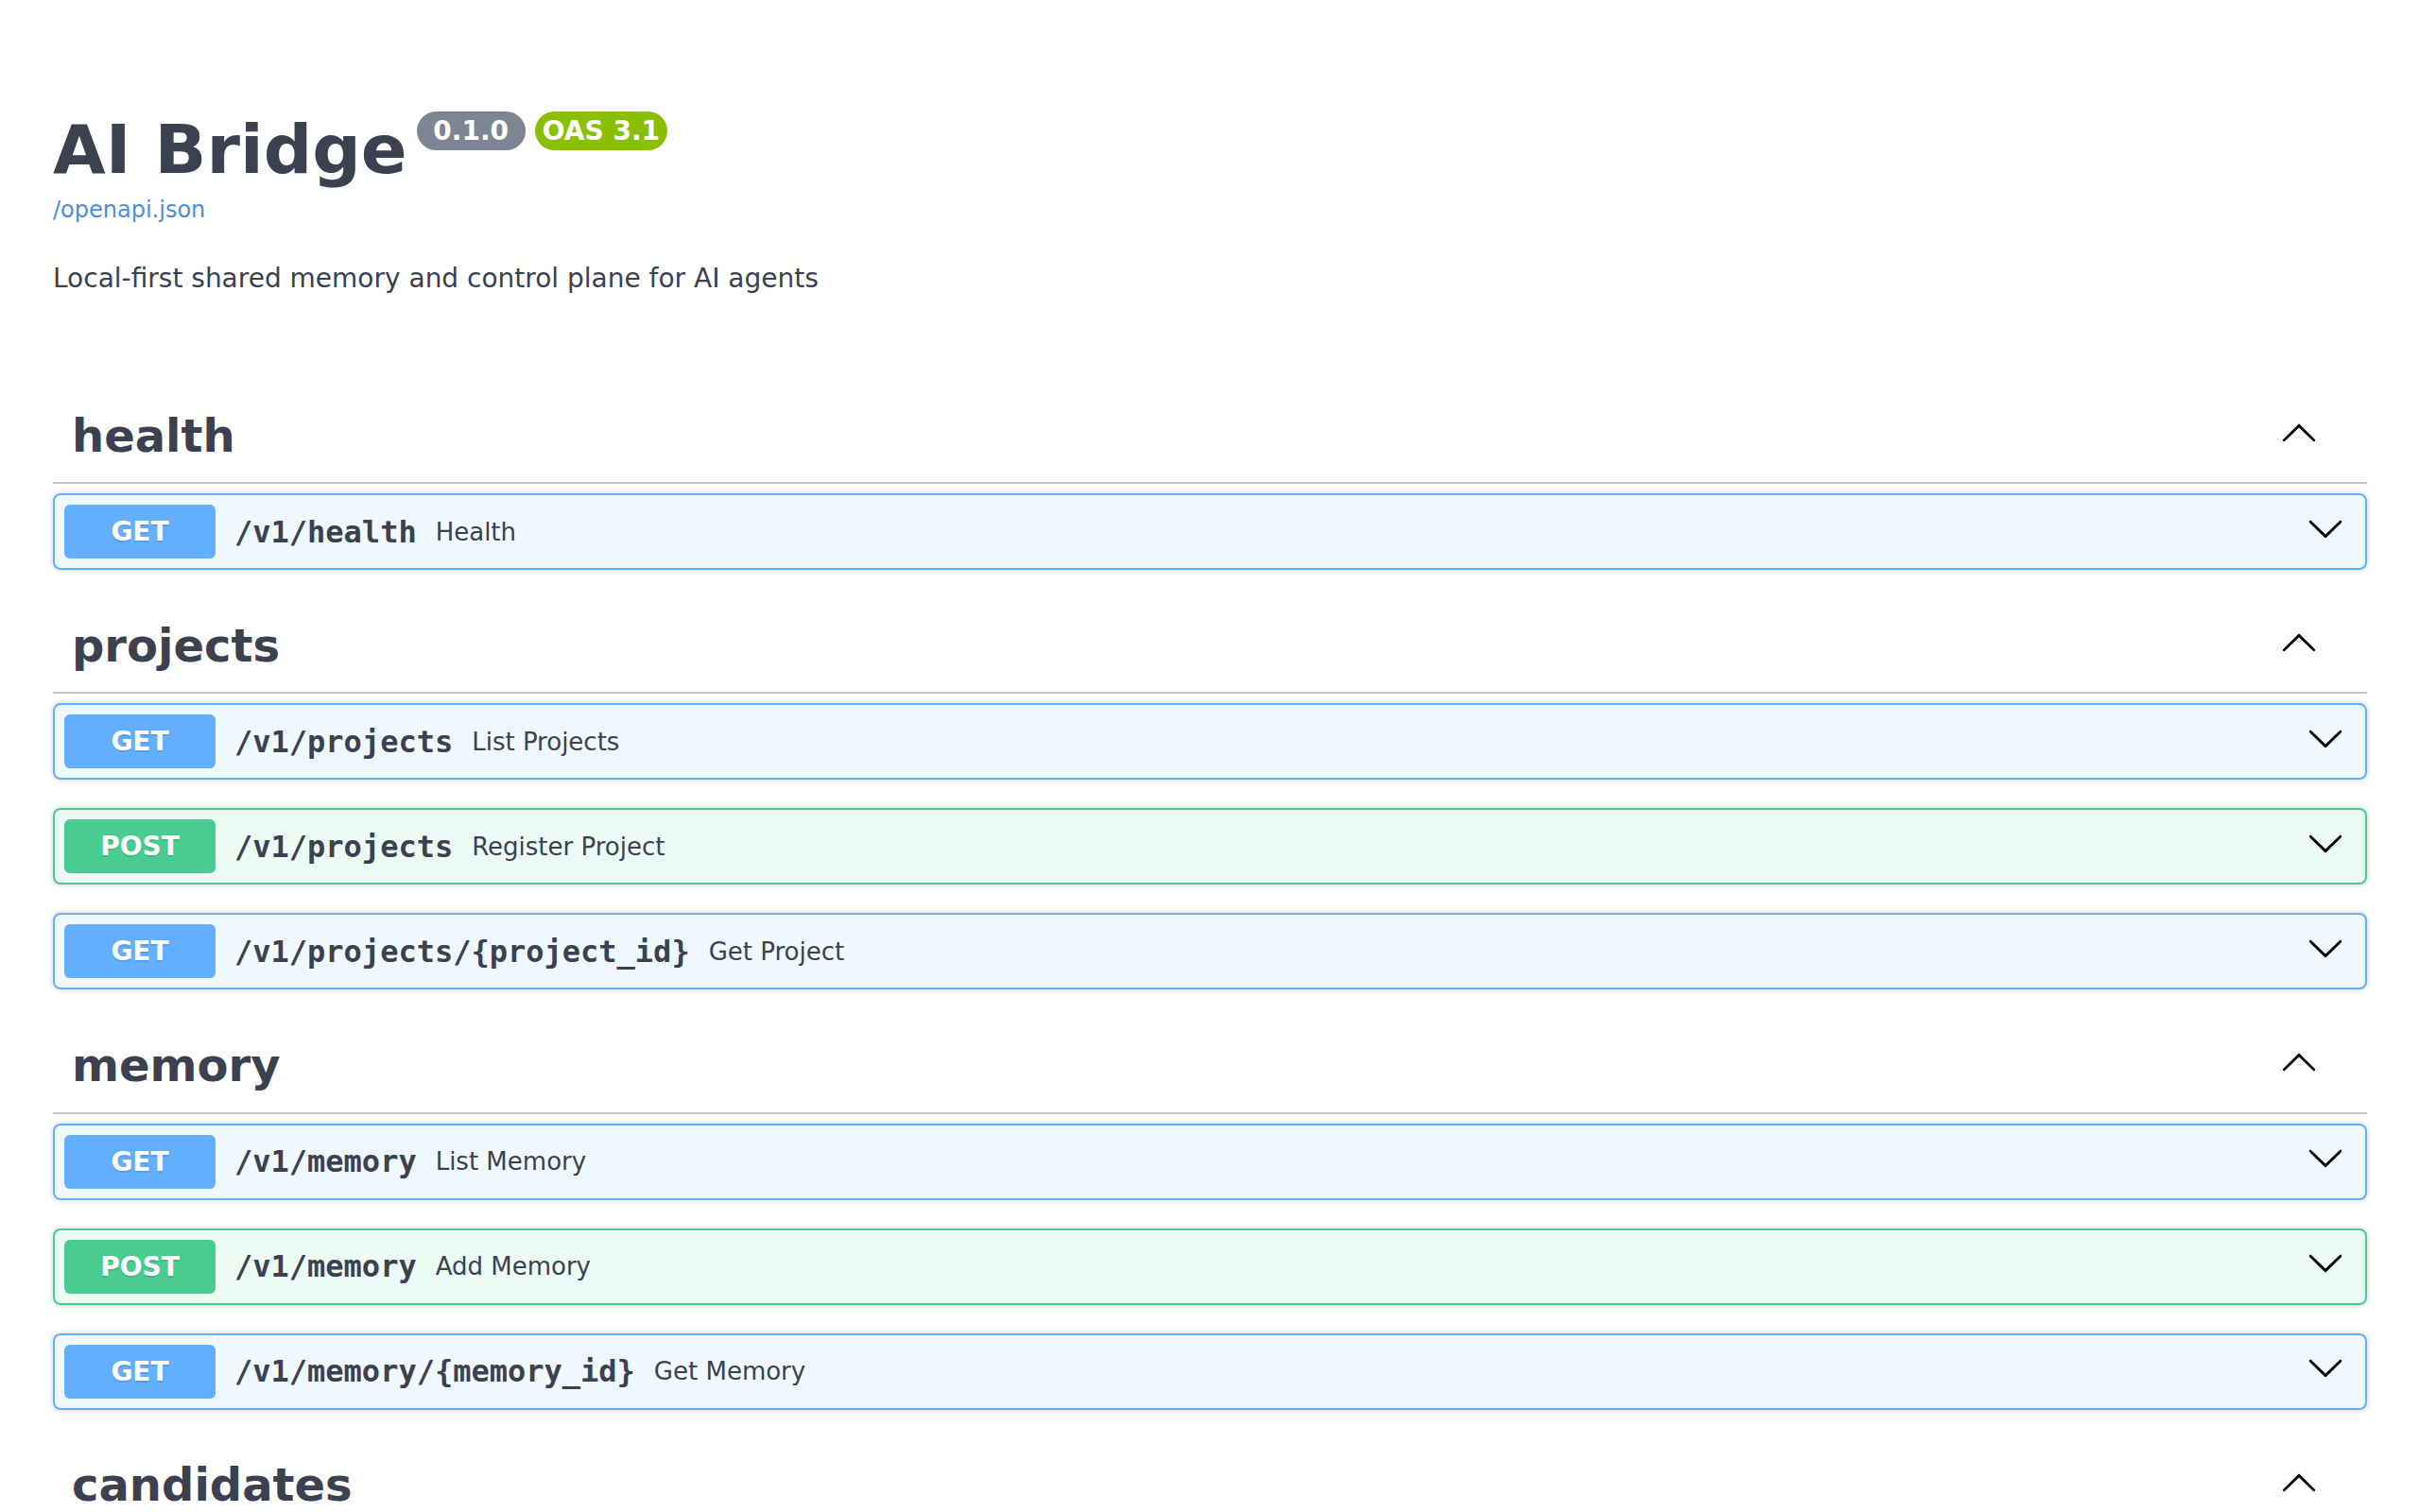 AI Bridge 0.1.0 OAS 3.1
/openapi.json
Local-first shared memory and control plane for AI agents
health
GET /v1/health Health
projects
GET /v1/projects List Projects
POST /v1/projects Register Project
GET /v1/projects/{project_id} Get Project
memory
GET /v1/memory List Memory
POST /v1/memory Add Memory
GET /v1/memory/{memory_id} Get Memory
candidates